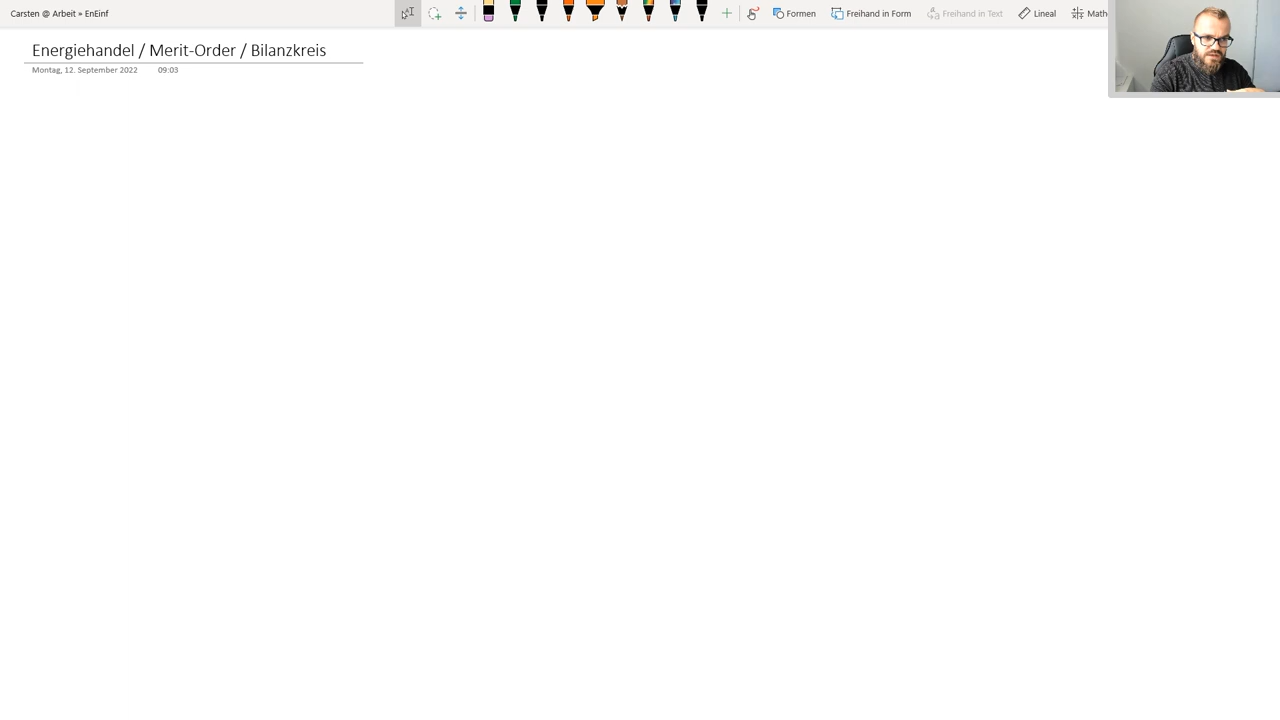 Carsten @ Arbeit » EnEinf
Formen
Freihand in Form
Freihand in Text
Lineal
Energiehandel / Merit-Order / Bilanzkreis
Montag, 12. September 2022 09:03